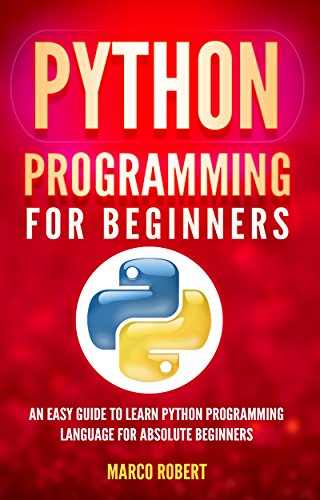 PYTHON
PROGRAMMING
FOR BEGINNERS
AN EASY GUIDE TO LEARN PYTHON PROGRAMMING
LANGUAGE FOR ABSOLUTE BEGINNERS
MARCO ROBERT